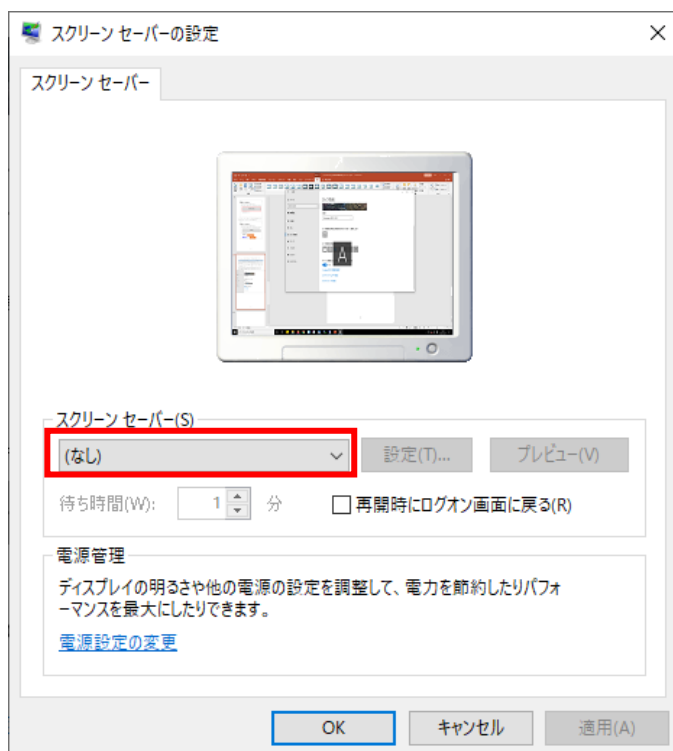 スクリーン セーバーの設定
スクリーン セーバー
A
スクリーン セーバー(S)
(なし)
設定(T)...
プレビュー(V)
待ち時間(W):
1
分
再開時にログオン画面に戻る(R)
電源管理
ディスプレイの明るさや他の電源の設定を調整して、電力を節約したりパフォ
ーマンスを最大にしたりできます。
電源設定の変更
OK
キャンセル
適用(A)